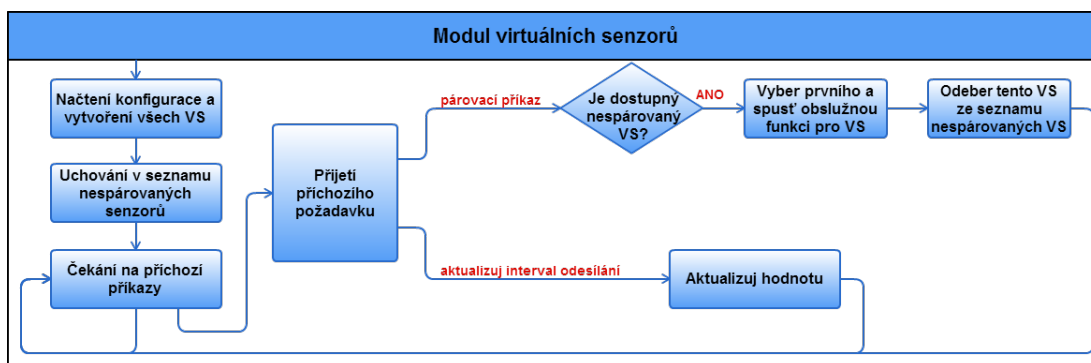 Modul virtuálních senzorů
Načtení konfigurace a
vytvoření všech VS
Uchování v seznamu
nespárovaných
senzorů
Čekání na příchozí
příkazy
Přijetí
příchozího
požadavku
párovací příkaz
Je dostupný
nespárovaný
VS?
ANO
Vyber prvního a
spusť obslužnou
funkci pro VS
Odeber tento VS
ze seznamu
nespárovaných VS
aktualizuj interval odesílání
Aktualizuj hodnotu